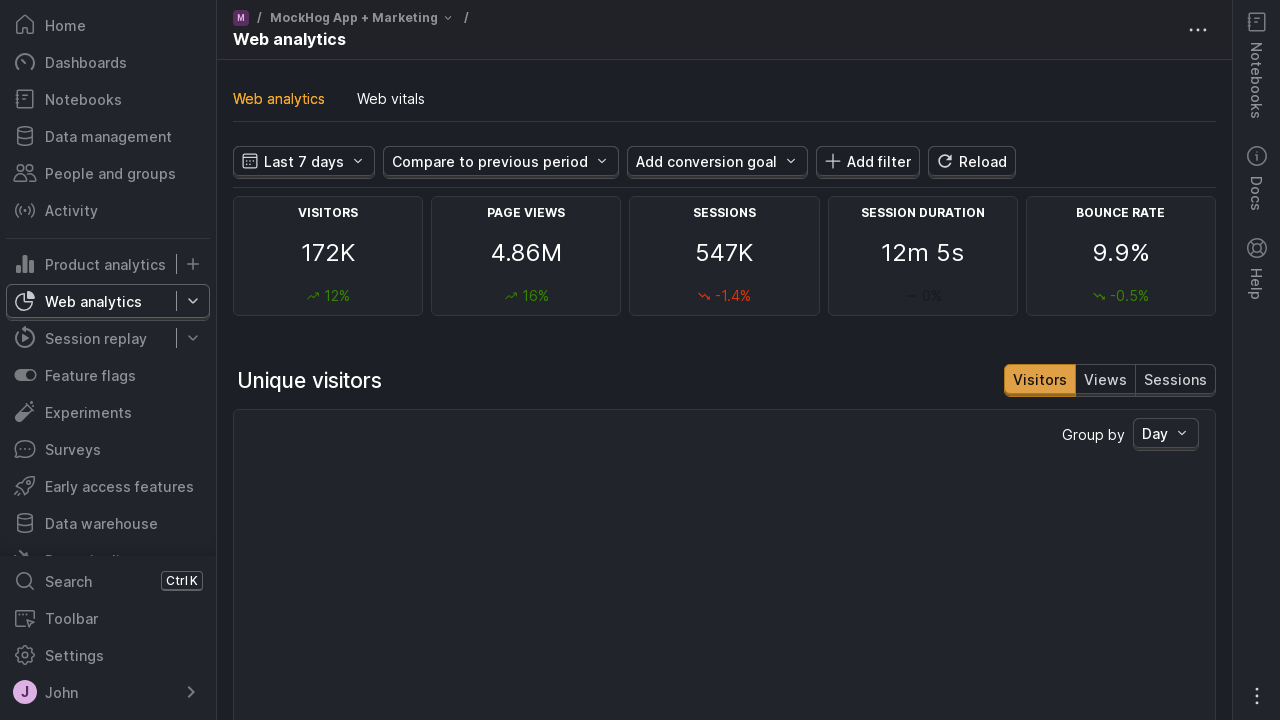 Home
Dashboards
Notebooks
Data management
People and groups
Activity
Product analytics
Web analytics
Session replay
Feature flags
Experiments
Surveys
Early access features
Data warehouse
Search Ctrl K
Toolbar
Settings
J John
M / MockHog App + Marketing /
Web analytics
Web analytics Web vitals
Last 7 days Compare to previous period Add conversion goal Add filter Reload
VISITORS PAGE VIEWS SESSIONS SESSION DURATION BOUNCE RATE
172K 4.86M 547K 12m 5s 9.9%
12% 16% -1.4% 0% -0.5%
Unique visitors Visitors Views Sessions
Group by Day
Notebooks
Docs
Help